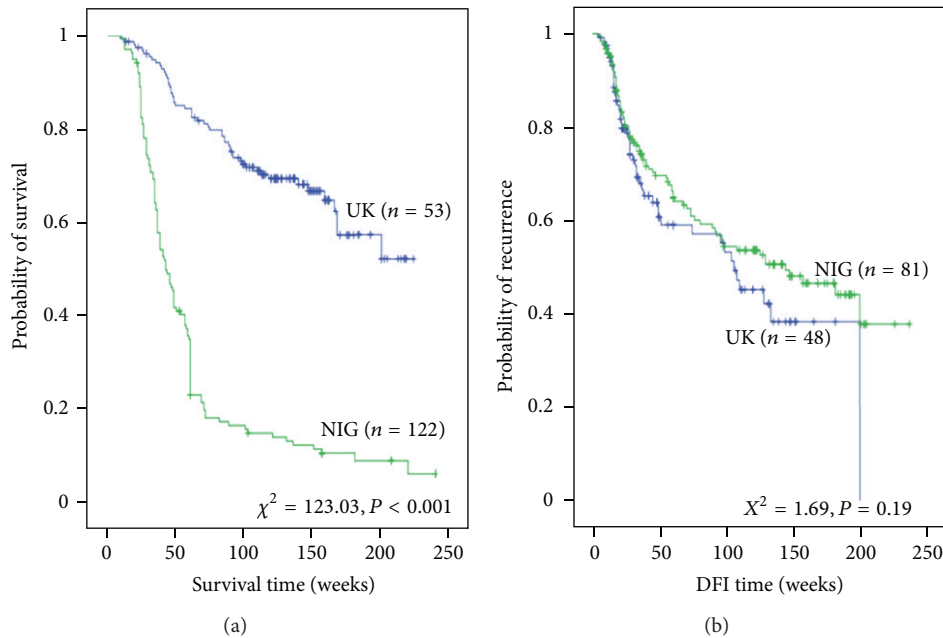 Probability of survival
1
0.8
0.6
0.4
0.2
0
UK (n = 53)
NIG (n = 122)
χ² = 123.03, P < 0.001
0 50 100 150 200 250
Survival time (weeks)
(a)
Probability of recurrence
1
0.8
0.6
0.4
0.2
0
NIG (n = 81)
UK (n = 48)
X² = 1.69, P = 0.19
0 50 100 150 200 250
DFI time (weeks)
(b)